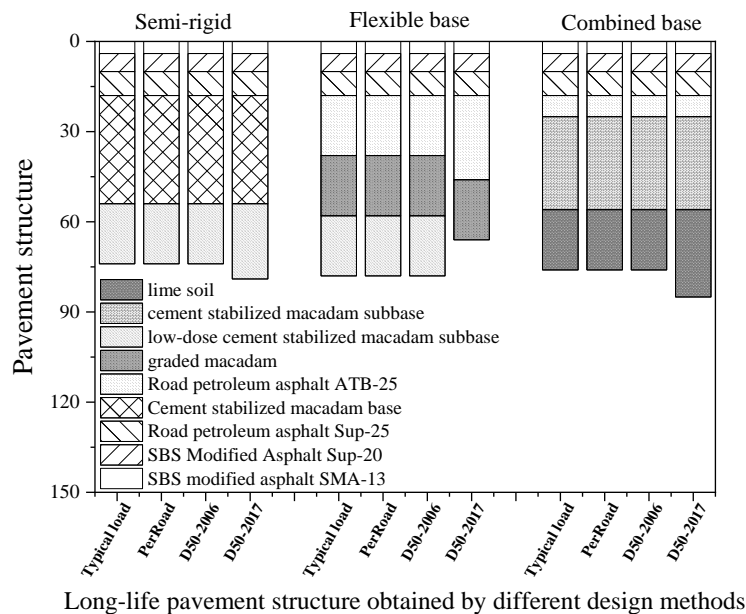 Semi-rigid Flexible base Combined base
0
30
60
90
120
150
Pavement structure
lime soil
cement stabilized macadam subbase
low-dose cement stabilized macadam subbase
graded macadam
Road petroleum asphalt ATB-25
Cement stabilized macadam base
Road petroleum asphalt Sup-25
SBS Modified Asphalt Sup-20
SBS modified asphalt SMA-13
Typical load PerRoad D50-2006 D50-2017 Typical load PerRoad D50-2006 D50-2017 Typical load PerRoad D50-2006 D50-2017
Long-life pavement structure obtained by different design methods